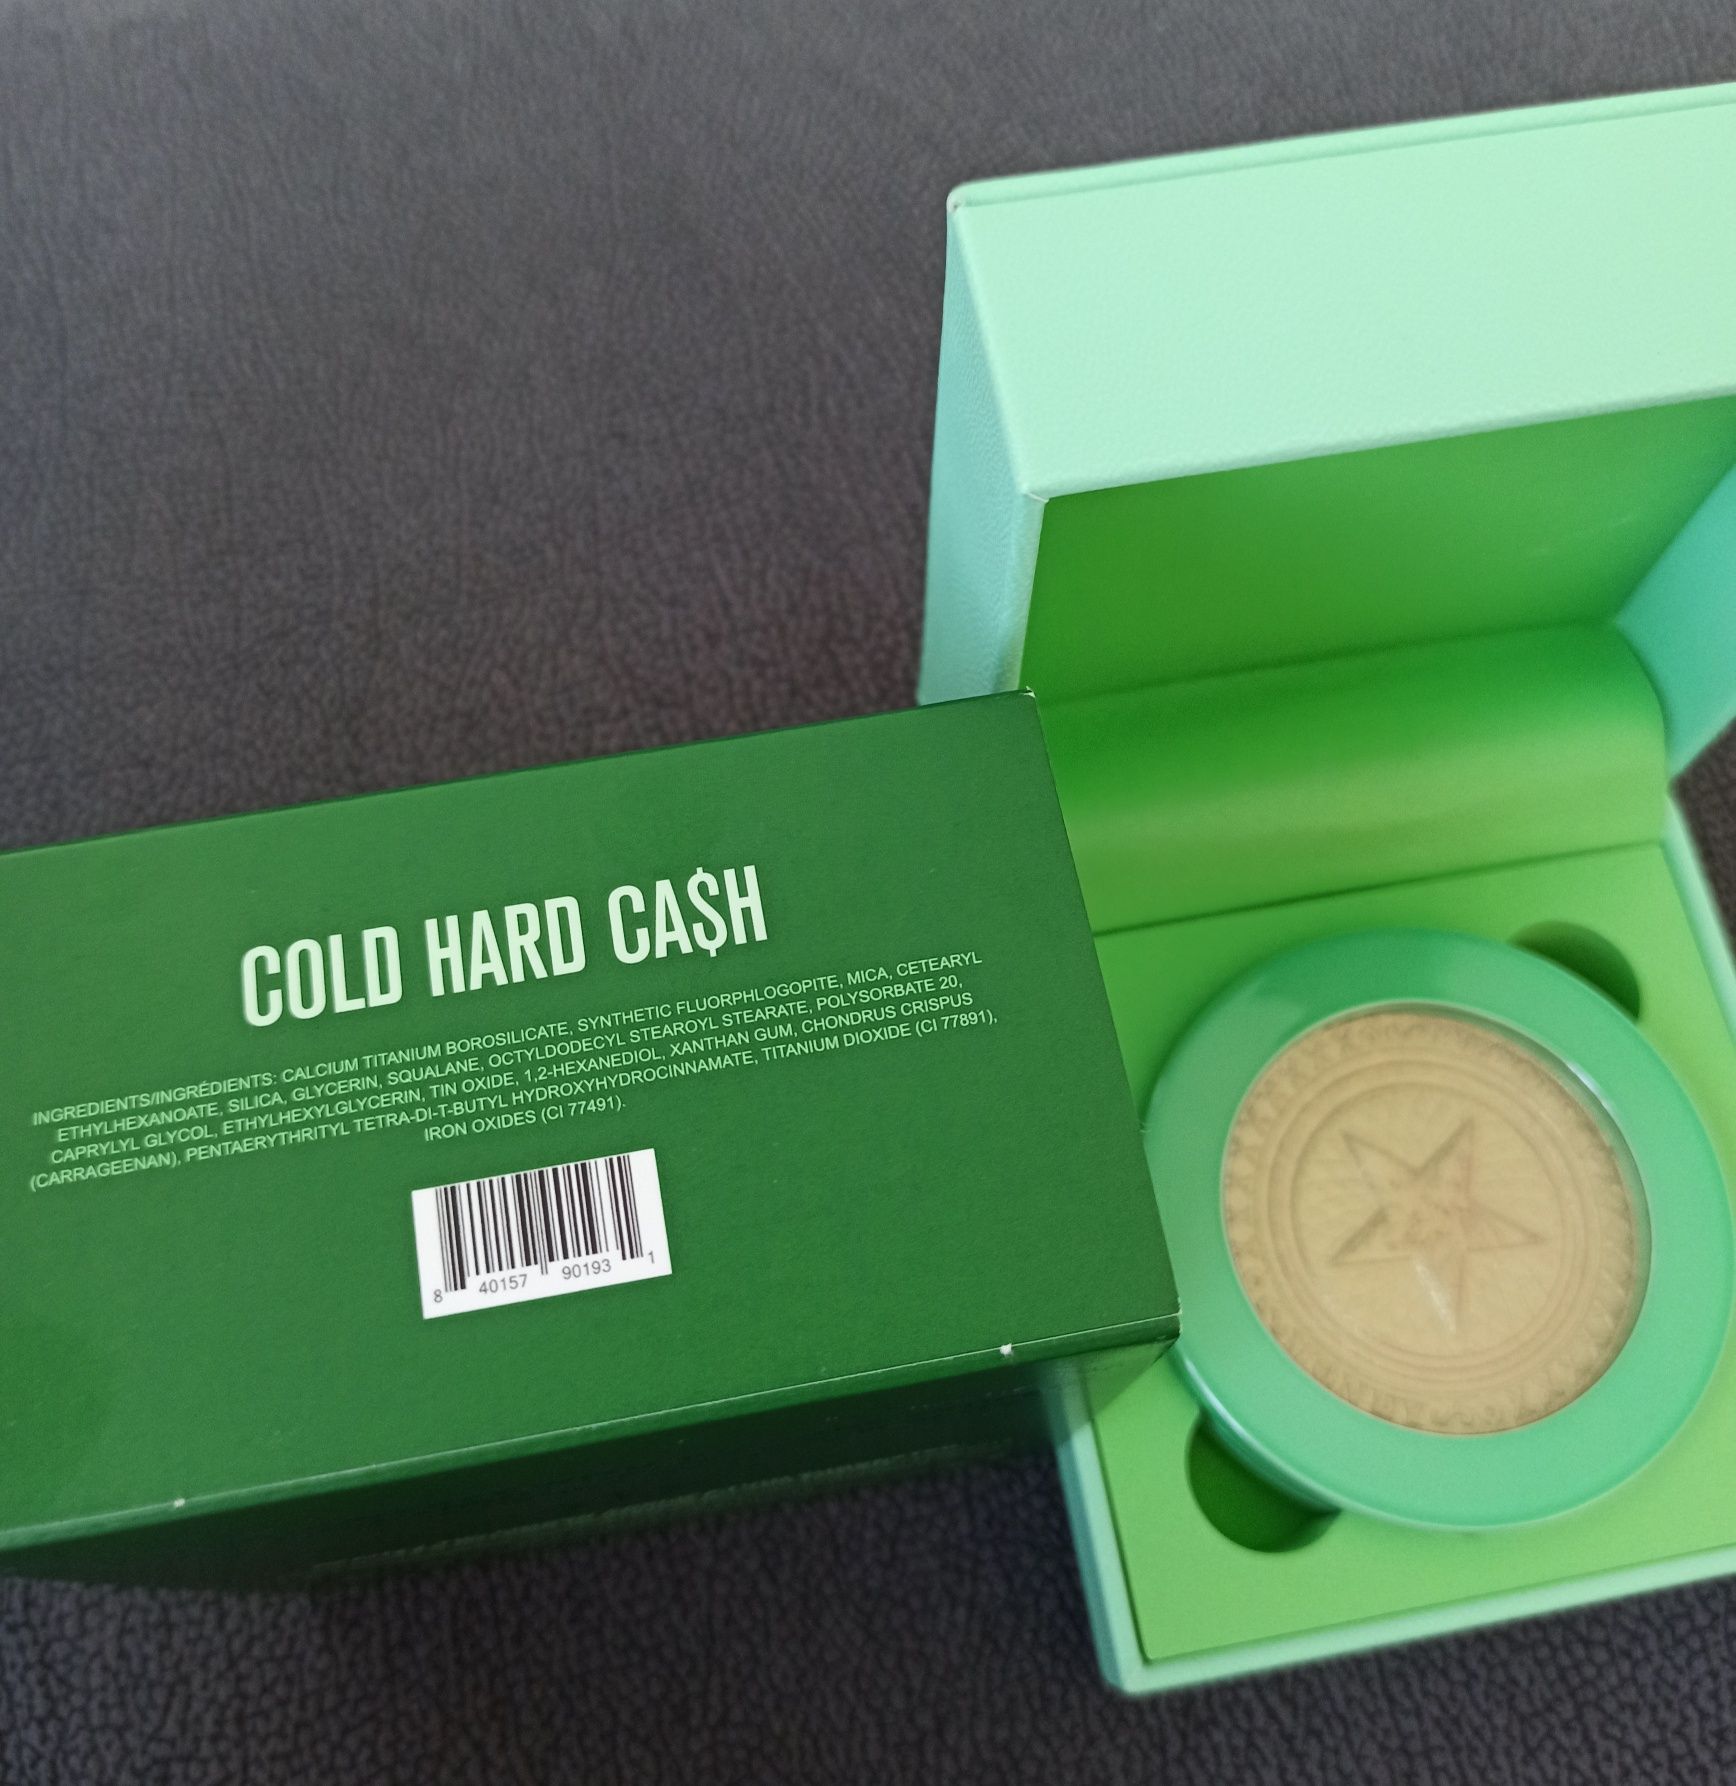 COLD HARD CA$H
INGREDIENTS/INGRÉDIENTS: CALCIUM TITANIUM BOROSILICATE, SYNTHETIC FLUORPHLOGOPITE, MICA, CETEARYL
ETHYLHEXANOATE, SILICA, GLYCERIN, SQUALANE, OCTYLDODECYL STEAROYL STEARATE, POLYSORBATE 20,
CAPRYLYL GLYCOL, ETHYLHEXYLGLYCERIN, TIN OXIDE, 1,2-HEXANEDIOL, XANTHAN GUM, CHONDRUS CRISPUS
(CARRAGEENAN), PENTAERYTHRITYL TETRA-DI-T-BUTYL HYDROXYHYDROCINNAMATE, TITANIUM DIOXIDE (CI 77891),
IRON OXIDES (CI 77491).
8 40157 90193 1